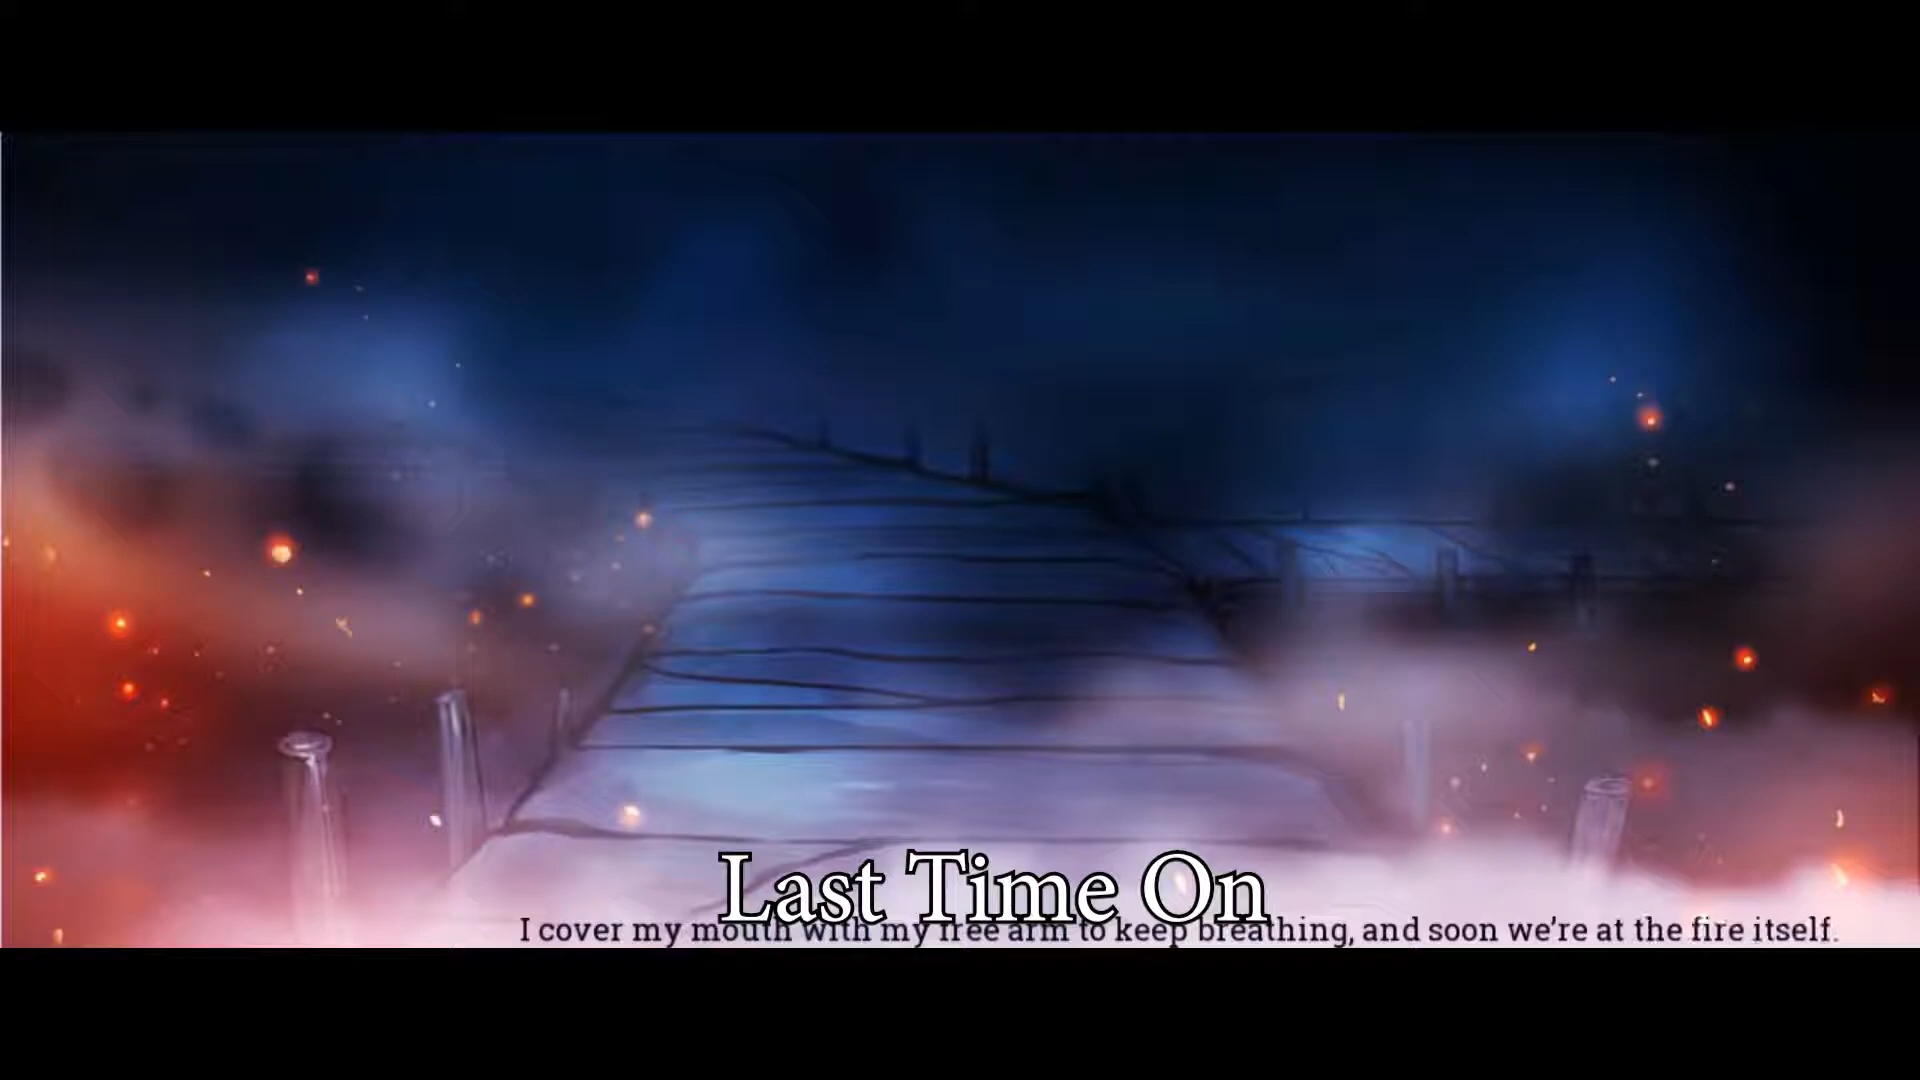 Last Time On
I cover my mouth with my free arm to keep breathing, and soon we're at the fire itself.